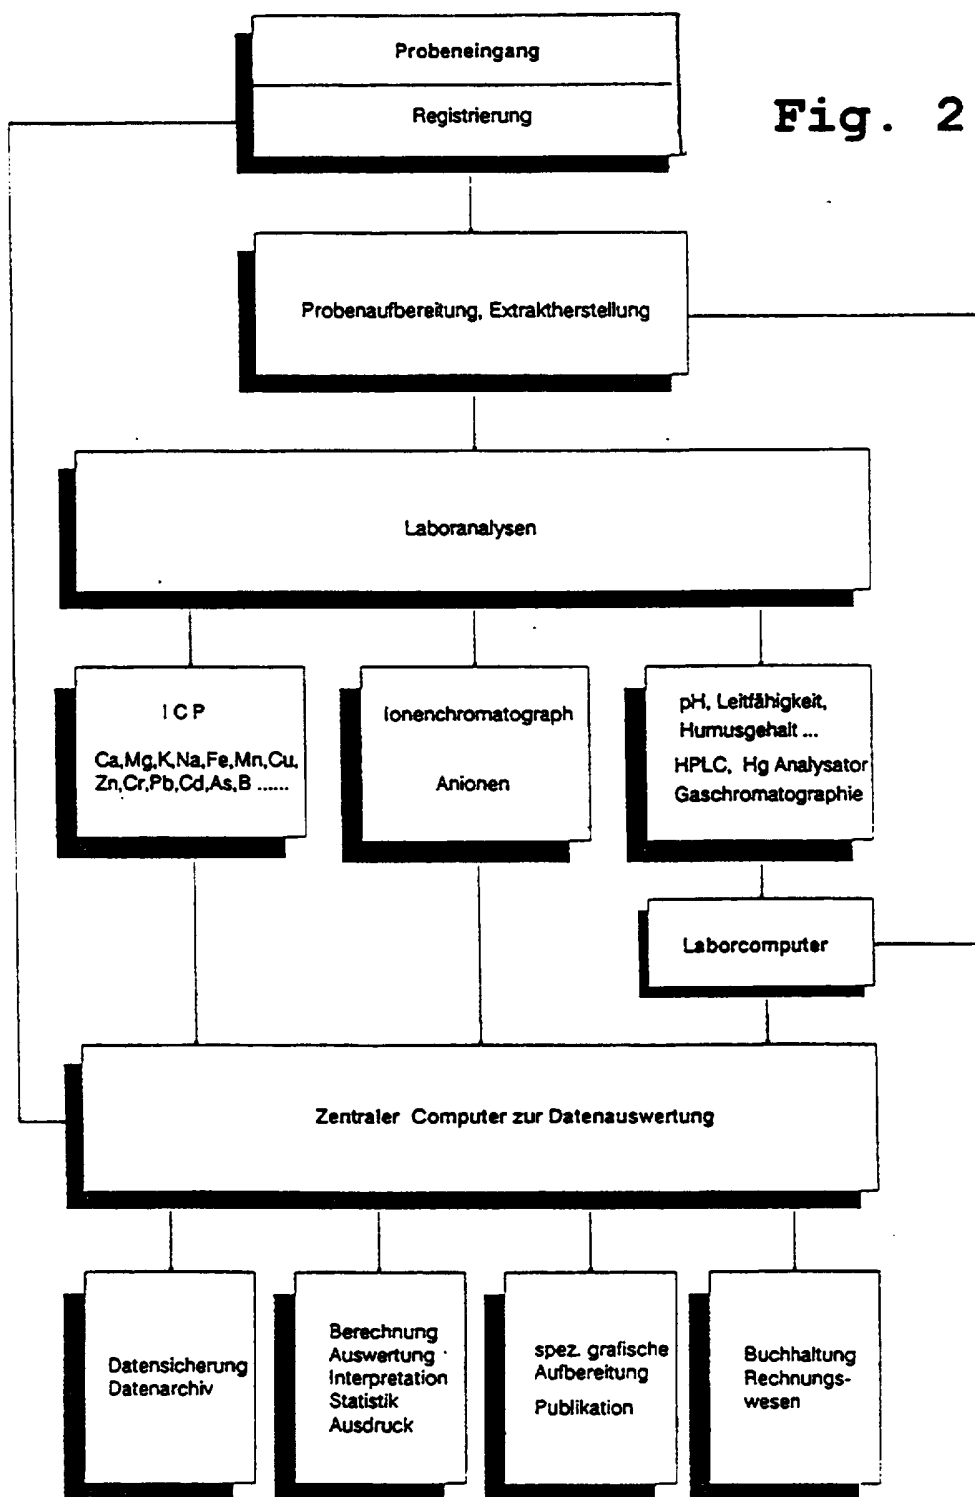 Probeneingang
Registrierung
Fig. 2
Probenaufbereitung, Extraktherstellung
Laboranalysen
ICP
Ca,Mg,K,Na,Fe,Mn,Cu,
Zn,Cr,Pb,Cd,As,B ......
Ionenchromatograph
Anionen
pH, Leitfähigkeit,
Humusgehalt ...
HPLC, Hg Analysator
Gaschromatographie
Laborcomputer
Zentraler Computer zur Datenauswertung
Datensicherung
Datenarchiv
Berechnung
Auswertung
Interpretation
Statistik
Ausdruck
spez. grafische
Aufbereitung
Publikation
Buchhaltung
Rechnungs-
wesen